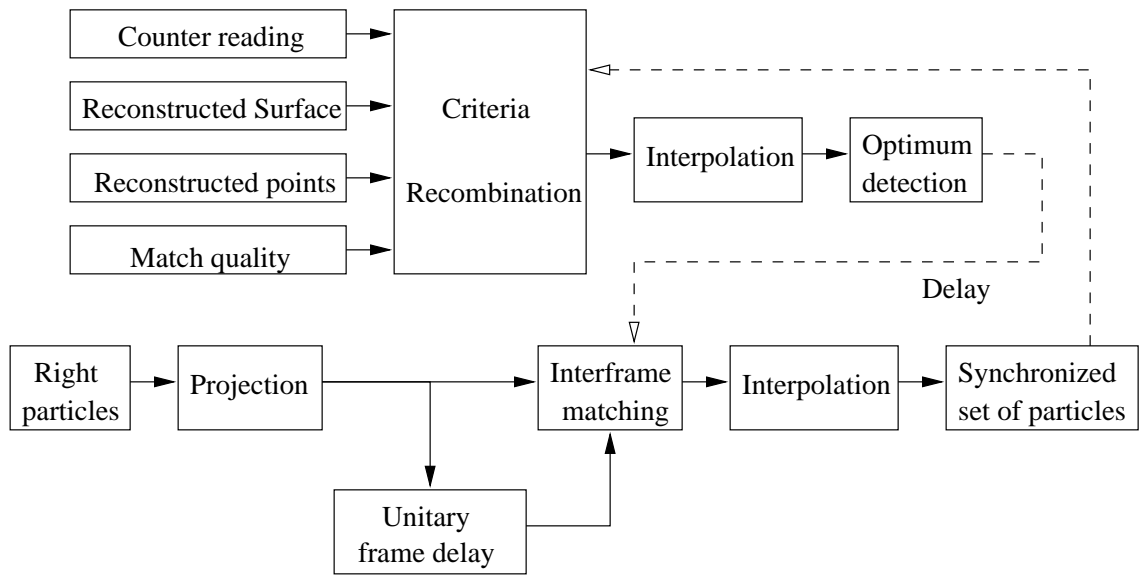 Counter reading
Reconstructed Surface
Reconstructed points
Match quality
Criteria
Recombination
Interpolation
Optimum
detection
Delay
Right
particles
Projection
Interframe
matching
Interpolation
Synchronized
set of particles
Unitary
frame delay